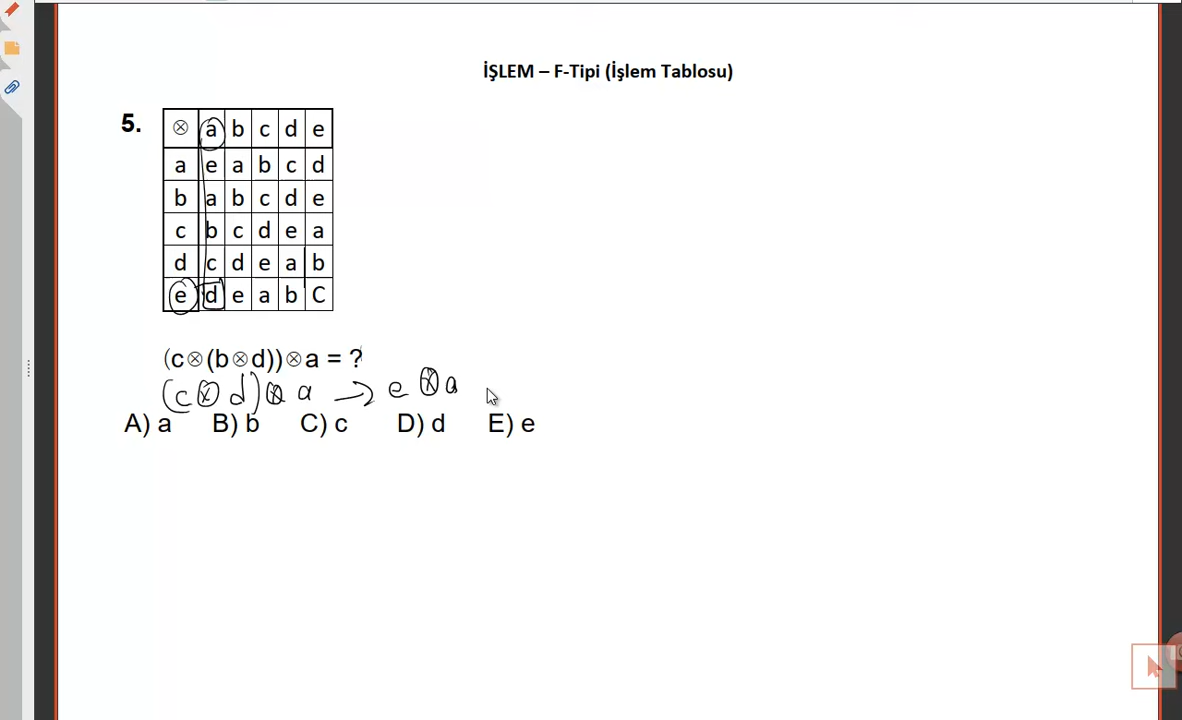 İŞLEM – F-Tipi (İşlem Tablosu)
5.
⊗ a b c d e
a e a b c d
b a b c d e
c b c d e a
d c d e a b
e d e a b C
(c⊗(b⊗d))⊗a = ?
(c⊗d)⊗a → e⊗a
A) a B) b C) c D) d E) e